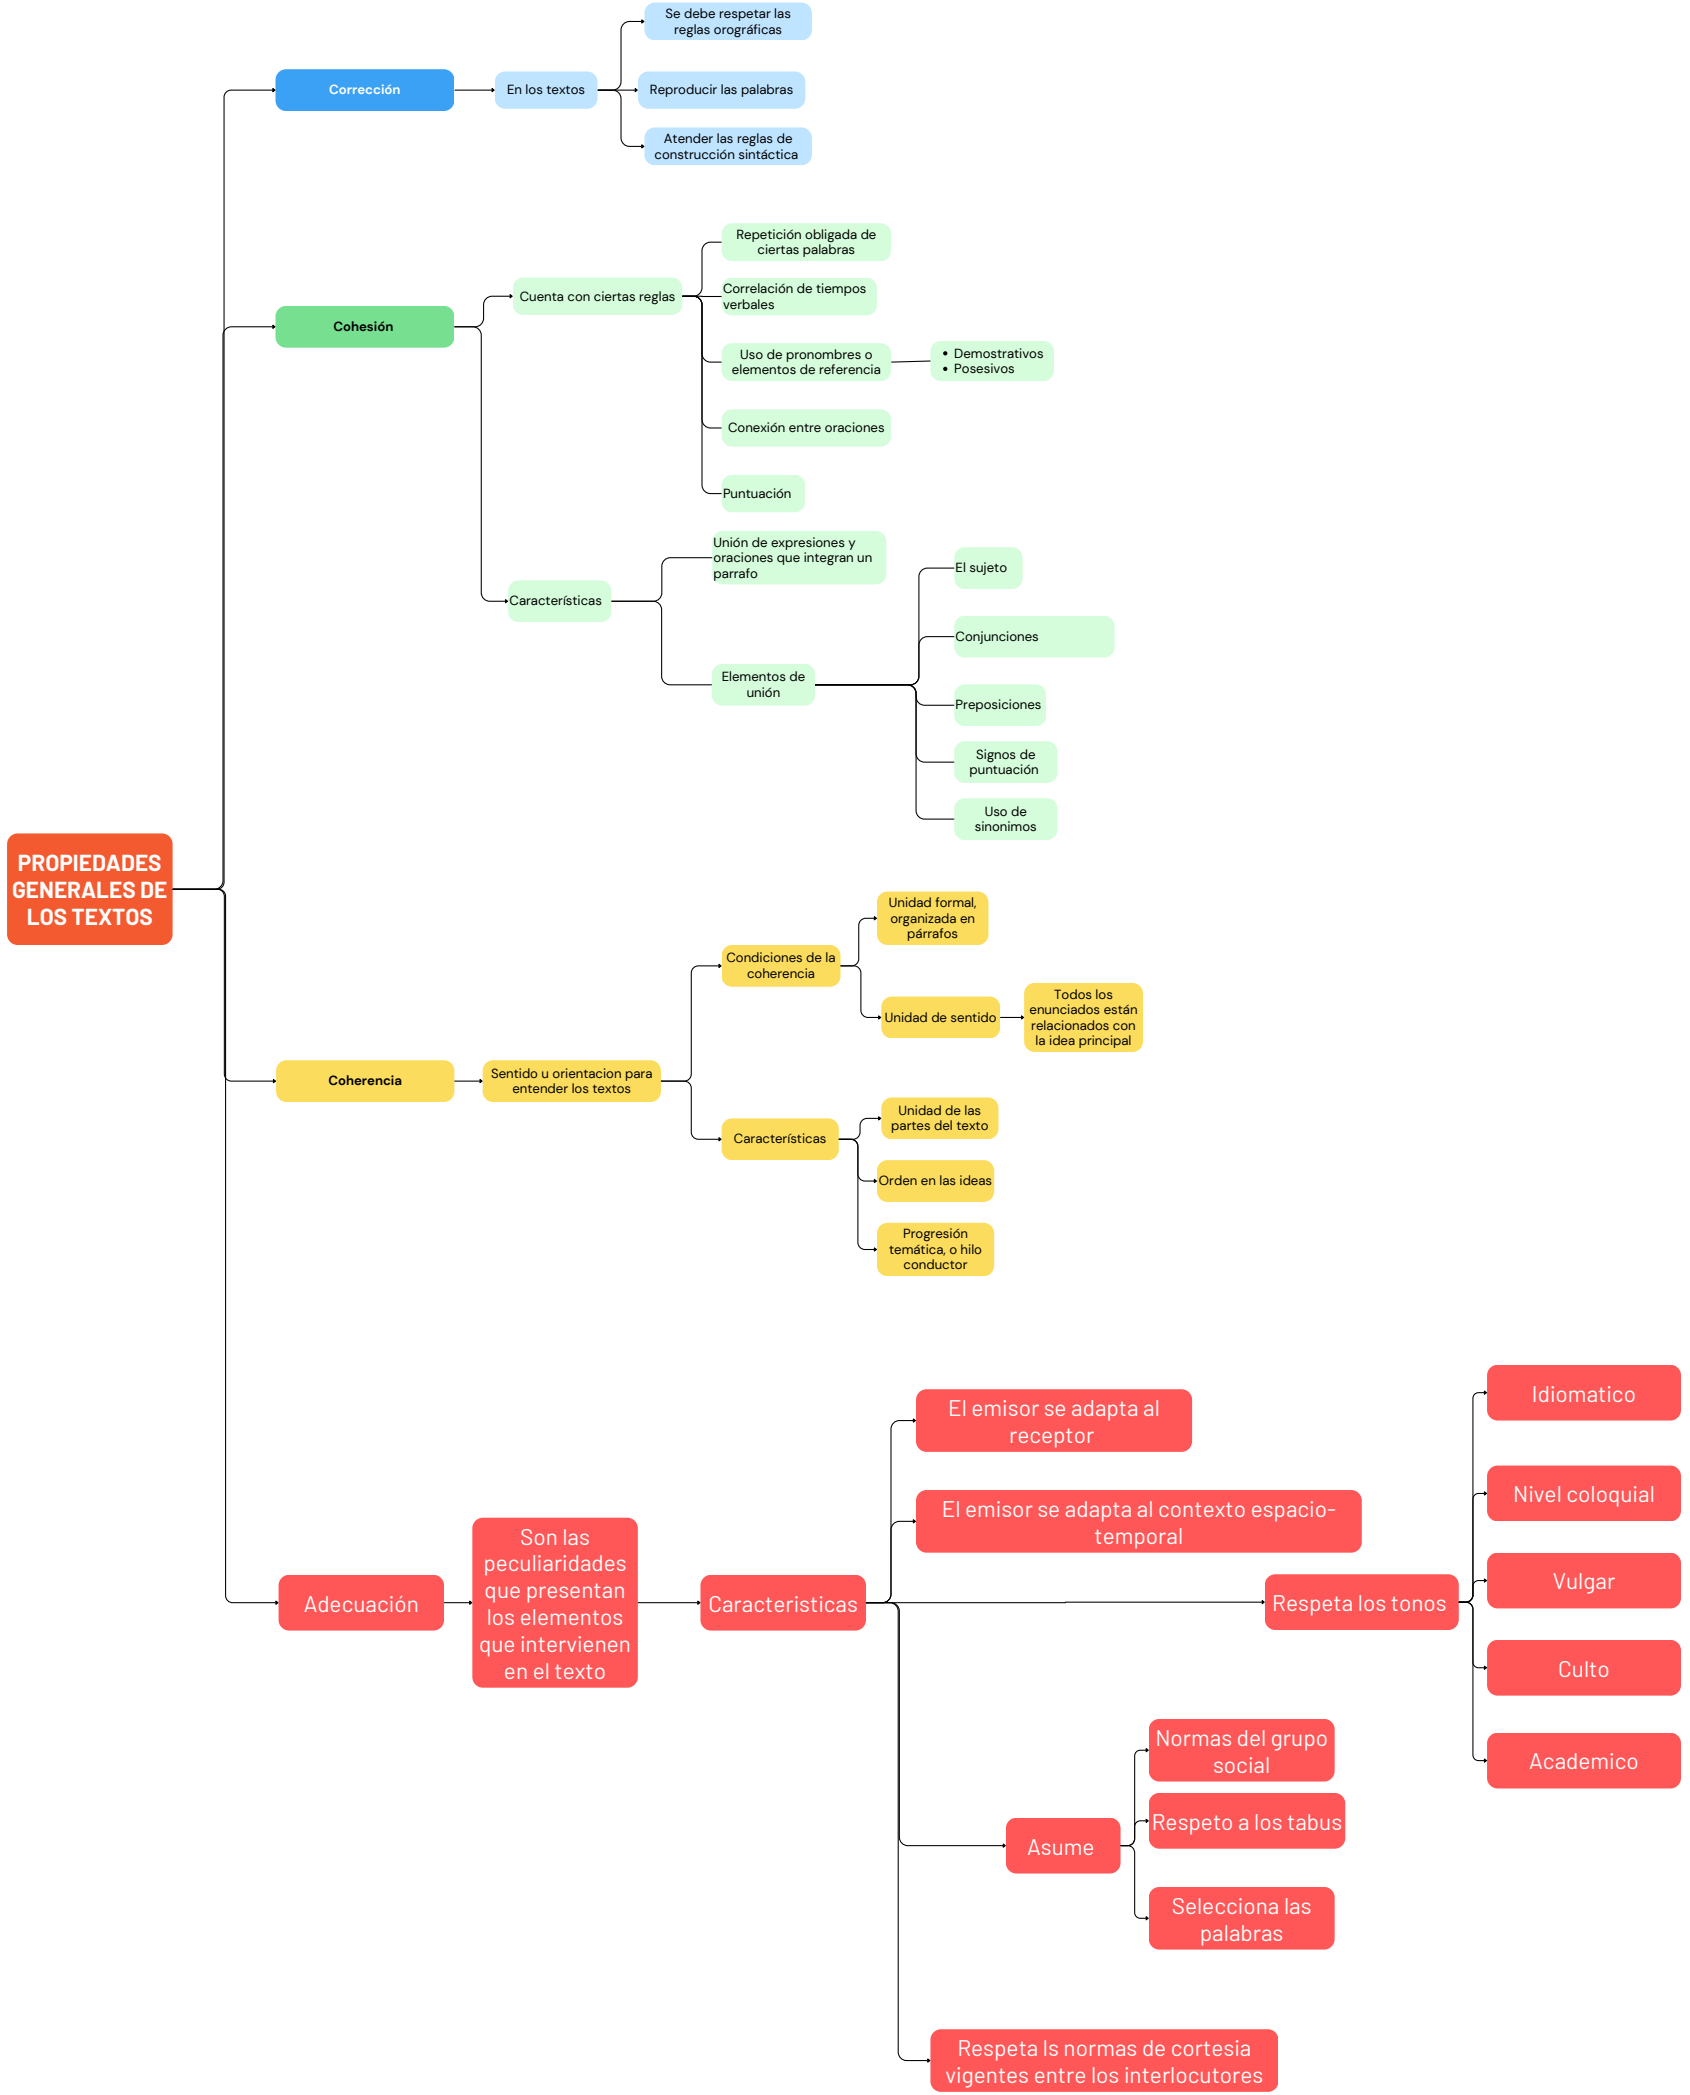 PROPIEDADES
GENERALES DE
LOS TEXTOS
Corrección
En los textos
Se debe respetar las
reglas orográficas
Reproducir las palabras
Atender las reglas de
construcción sintáctica
Cohesión
Cuenta con ciertas reglas
Repetición obligada de
ciertas palabras
Correlación de tiempos
verbales
Uso de pronombres o
elementos de referencia
• Demostrativos
• Posesivos
Conexión entre oraciones
Puntuación
Características
Unión de expresiones y
oraciones que integran un
parrafo
Elementos de
unión
El sujeto
Conjunciones
Preposiciones
Signos de
puntuación
Uso de
sinonimos
Coherencia
Sentido u orientacion para
entender los textos
Condiciones de la
coherencia
Unidad formal,
organizada en
párrafos
Unidad de sentido
Todos los
enunciados están
relacionados con
la idea principal
Características
Unidad de las
partes del texto
Orden en las ideas
Progresión
temática, o hilo
conductor
Adecuación
Son las
peculiaridades
que presentan
los elementos
que intervienen
en el texto
Caracteristicas
El emisor se adapta al
receptor
El emisor se adapta al contexto espacio-
temporal
Respeta los tonos
Idiomatico
Nivel coloquial
Vulgar
Culto
Academico
Asume
Normas del grupo
social
Respeto a los tabus
Selecciona las
palabras
Respeta ls normas de cortesia
vigentes entre los interlocutores